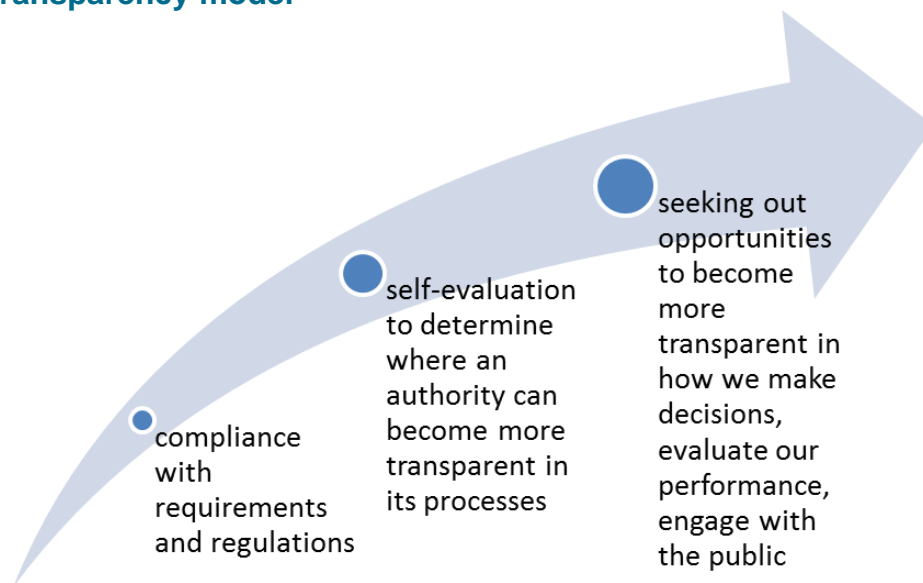 transparency model
compliance
with
requirements
and regulations
self-evaluation
to determine
where an
authority can
become more
transparent in
its processes
seeking out
opportunities
to become
more
transparent in
how we make
decisions,
evaluate our
performance,
engage with
the public